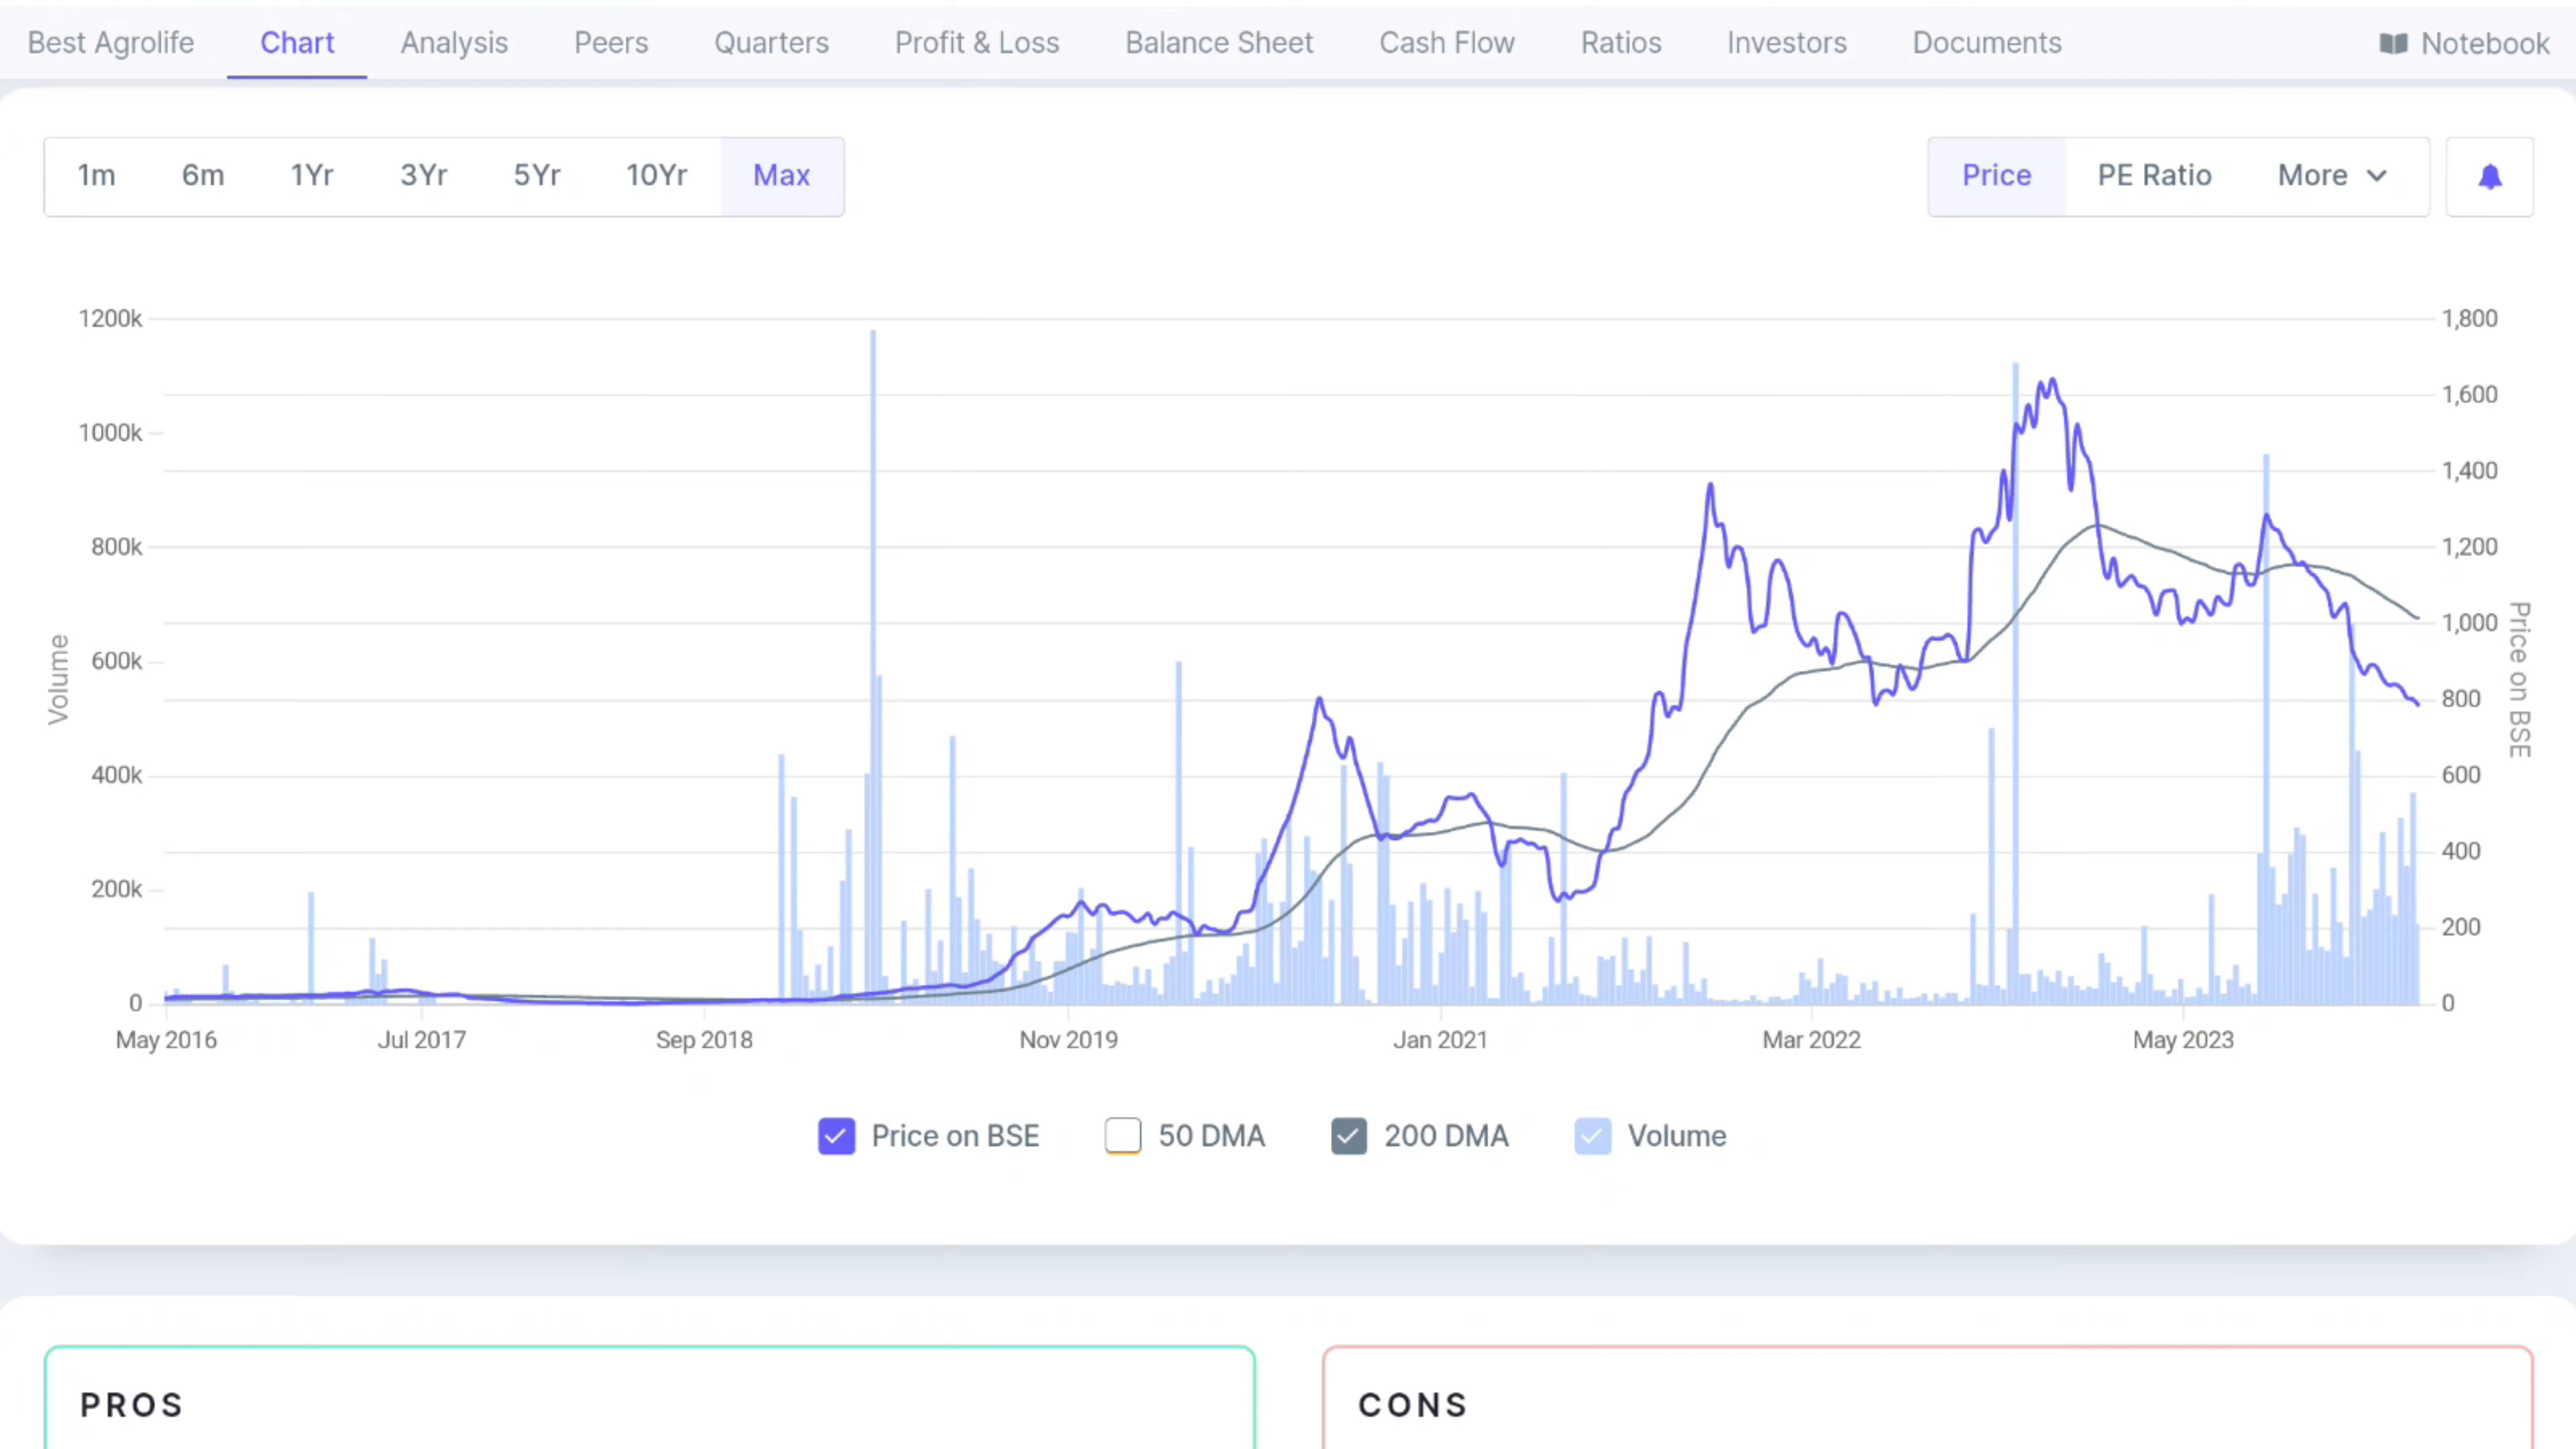 Best Agrolife Chart Analysis Peers Quarters Profit & Loss Balance Sheet Cash Flow Ratios Investors Documents Notebook
1m 6m 1Yr 3Yr 5Yr 10Yr Max Price PE Ratio More
1200k 1,800
1,600
1000k
1,400
800k 1,200
1,000
600k
800
400k 600
400
200k
200
0 0
Volume
Price on BSE
May 2016 Jul 2017 Sep 2018 Nov 2019 Jan 2021 Mar 2022 May 2023
Price on BSE 50 DMA 200 DMA Volume
PROS CONS